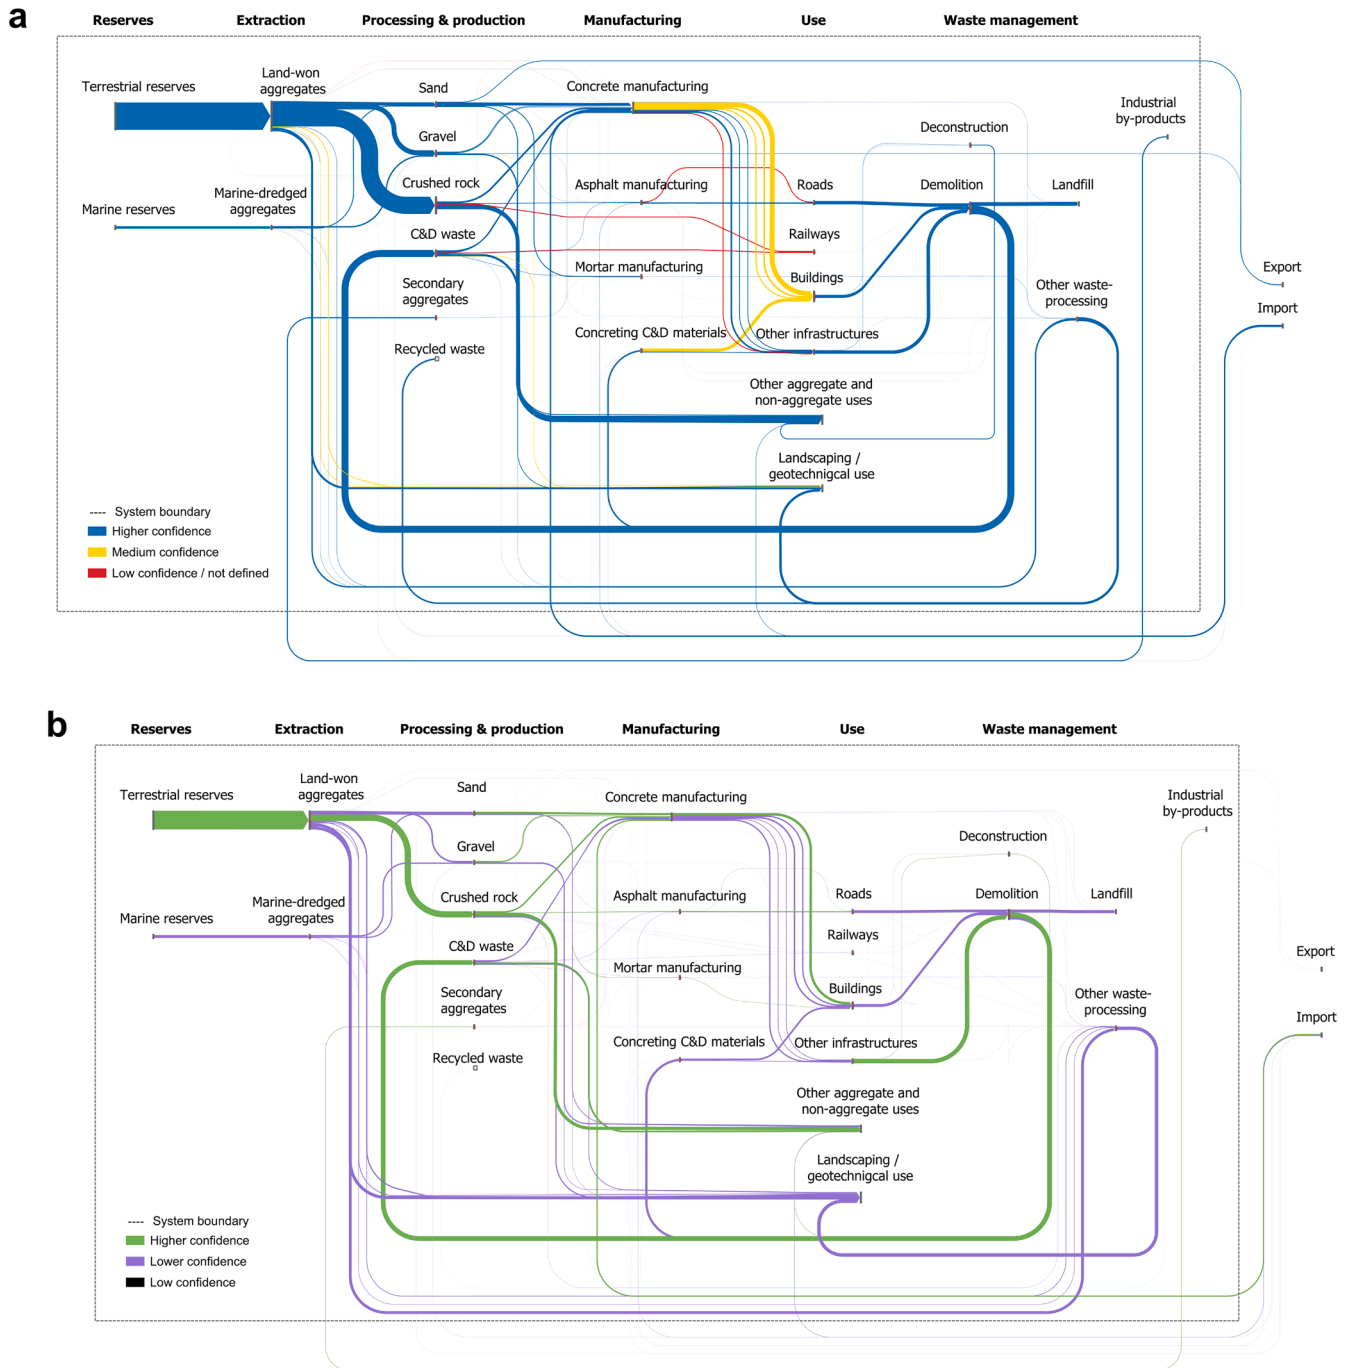 a
Reserves
Extraction
Processing & production
Manufacturing
Use
Waste management
Land-won
aggregates
Terrestrial reserves
Sand
Concrete manufacturing
Industrial
by-products
Gravel
Deconstruction
Crushed rock
Marine-dredged
aggregates
Asphalt manufacturing
Roads
Demolition
Landfill
Marine reserves
C&D waste
Railways
Mortar manufacturing
Buildings
Export
Secondary
aggregates
Other waste-
processing
Import
Recycled waste
Concreting C&D materials
Other infrastructures
Other aggregate and
non-aggregate uses
Landscaping /
geotechnigcal use
System boundary
Higher confidence
Medium confidence
Low confidence / not defined
b
Reserves
Extraction
Processing & production
Manufacturing
Use
Waste management
Land-won
aggregates
Terrestrial reserves
Sand
Concrete manufacturing
Industrial
by-products
Gravel
Deconstruction
Crushed rock
Marine-dredged
aggregates
Asphalt manufacturing
Roads
Demolition
Landfill
Marine reserves
C&D waste
Railways
Export
Mortar manufacturing
Buildings
Secondary
aggregates
Other waste-
processing
Import
Recycled waste
Concreting C&D materials
Other infrastructures
Other aggregate and
non-aggregate uses
Landscaping /
geotechnigcal use
System boundary
Higher confidence
Lower confidence
Low confidence